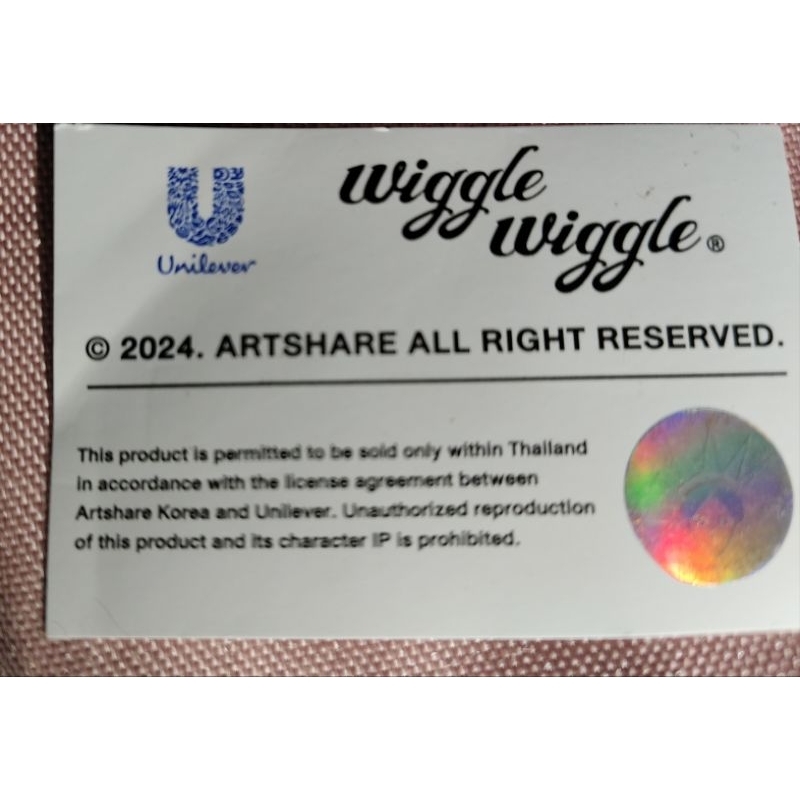 Unilever
wiggle
wiggle®
© 2024. ARTSHARE ALL RIGHT RESERVED.
This product is permitted to be sold only within Thailand
in accordance with the license agreement between
Artshare Korea and Unilever. Unauthorized reproduction
of this product and its character IP is prohibited.